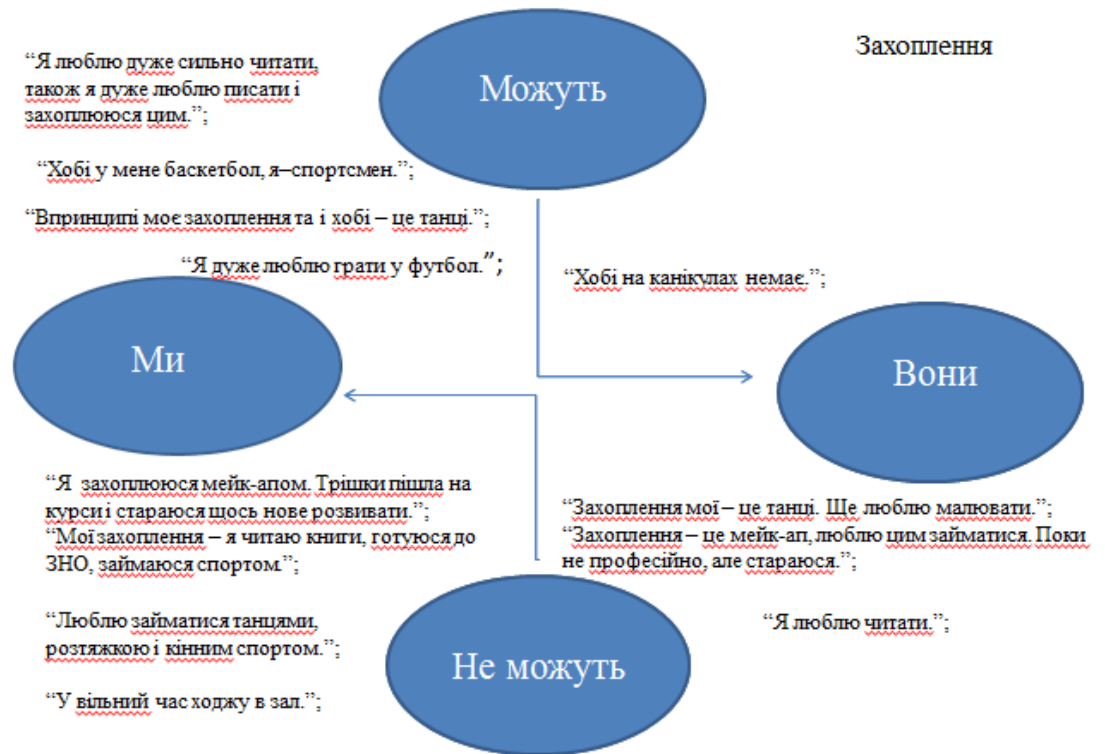 Захоплення
Можуть
“Я люблю дуже сильно читати,
також я дуже люблю писати і
захоплююся цим.”;
“Хобі у мене баскетбол, я–спортсмен.”;
“Впринципі моє захоплення та і хобі – це танці.”;
“Я дуже люблю грати у футбол.”;
“Хобі на канікулах немає.”;
Ми
Вони
“Я захоплююся мейк-апом. Трішки пішла на
курси і стараюся щось нове розвивати.”;
“Мої захоплення – я читаю книги, готуюся до
ЗНО, займаюся спортом.”;
“Люблю займатися танцями,
розтяжкою і кінним спортом.”;
“У вільний час ходжу в зал.”;
“Захоплення мої – це танці. Ще люблю малювати.”;
“Захоплення – це мейк-ап, люблю цим займатися. Поки
не професійно, але стараюся.”;
“Я люблю читати.”;
Не можуть